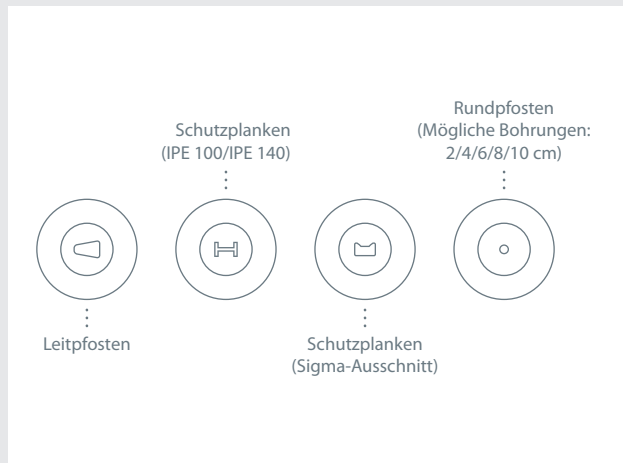 Rundpfosten
(Mögliche Bohrungen:
2/4/6/8/10 cm)
Schutzplanken
(IPE 100/IPE 140)
Leitpfosten
Schutzplanken
(Sigma-Ausschnitt)